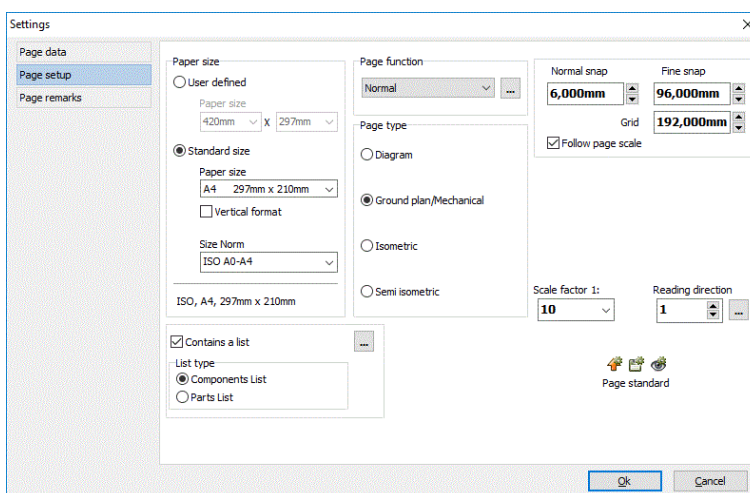 Settings
Page data
Page setup
Page remarks
Paper size
User defined
Paper size
420mm X 297mm
Standard size
Paper size
A4 297mm x 210mm
Vertical format
Size Norm
ISO A0-A4
ISO, A4, 297mm x 210mm
Page function
Normal ...
Page type
Diagram
Ground plan/Mechanical
Isometric
Semi isometric
Normal snap Fine snap
6,000mm 96,000mm
Grid 192,000mm
Follow page scale
Scale factor 1: Reading direction
10 1 ...
Contains a list ...
List type
Components List
Parts List
Page standard
Ok Cancel